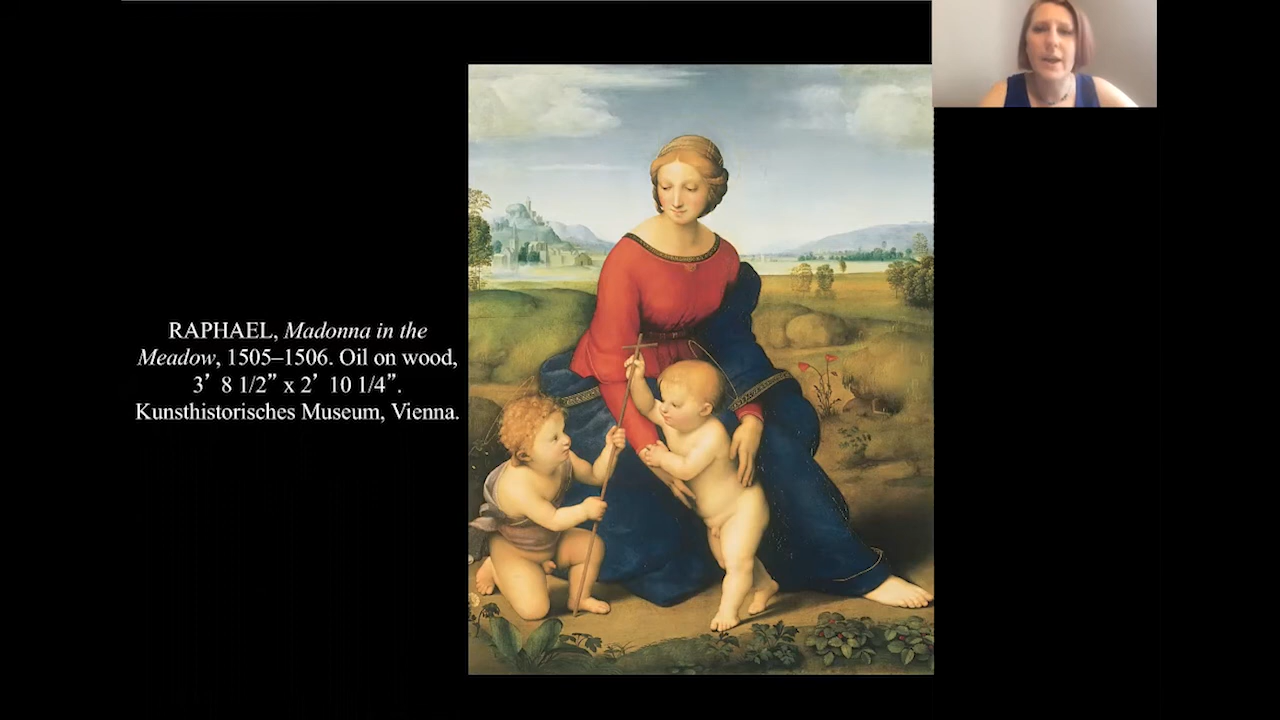 RAPHAEL, Madonna in the
Meadow, 1505–1506. Oil on wood,
3’ 8 1/2” x 2’ 10 1/4”.
Kunsthistorisches Museum, Vienna.